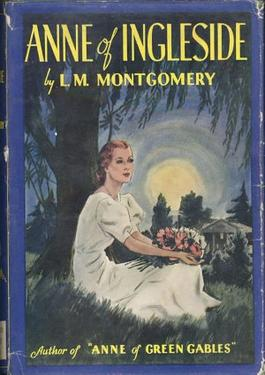 ANNE of INGLESIDE
by L. M. MONTGOMERY
Author of "ANNE of GREEN GABLES"